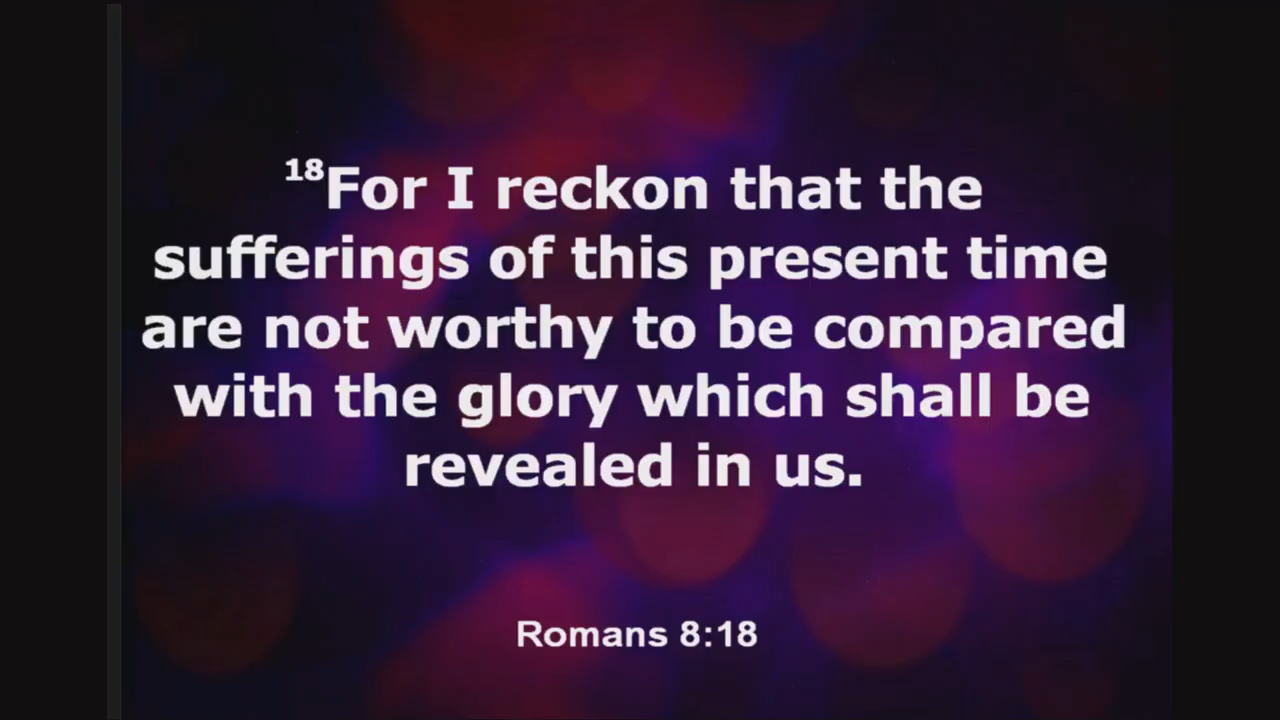 18For I reckon that the
sufferings of this present time
are not worthy to be compared
with the glory which shall be
revealed in us.
Romans 8:18